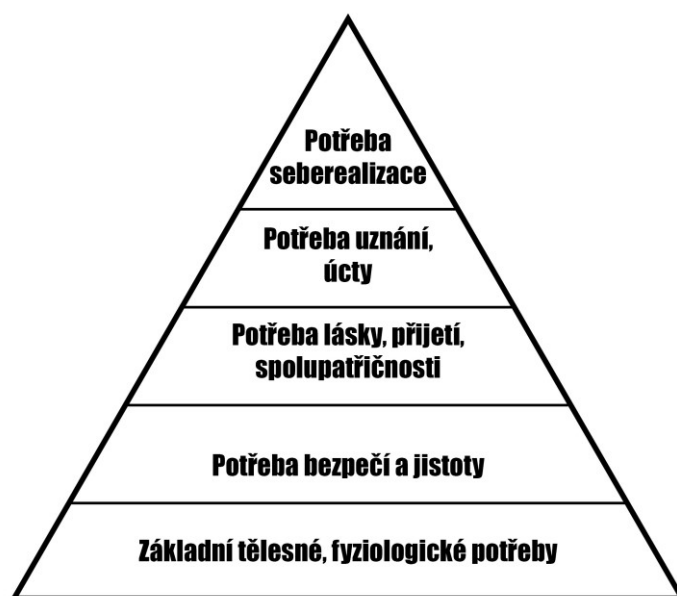 Potřeba
seberealizace
Potřeba uznání,
úcty
Potřeba lásky, přijetí,
spolupatřičnosti
Potřeba bezpečí a jistoty
Základní tělesné, fyziologické potřeby